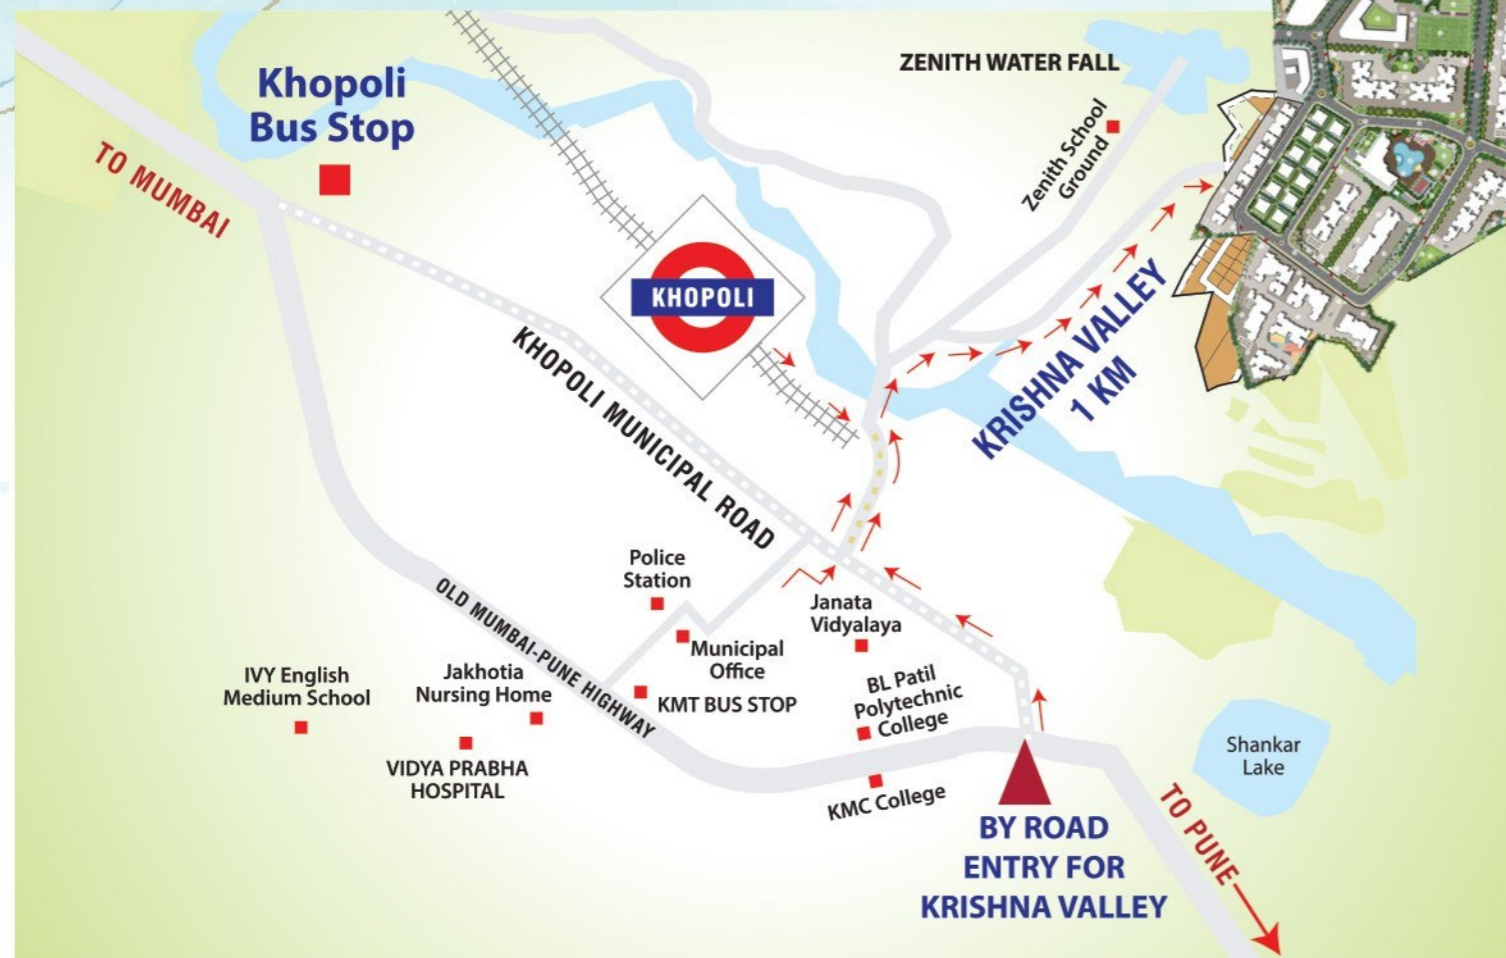 ZENITH WATER FALL
Khopoli
Bus Stop
Zenith School
Ground
TO MUMBAI
KHOPOLI
KRISHNA VALLEY
1 KM
KHOPOLI MUNICIPAL ROAD
Police
Station
OLD MUMBAI-PUNE HIGHWAY
Janata
Vidyalaya
Municipal
Office
IVY English
Medium School
Jakhotia
Nursing Home
KMT BUS STOP
BL Patil
Polytechnic
College
VIDYA PRABHA
HOSPITAL
Shankar
Lake
KMC College
TO PUNE
BY ROAD
ENTRY FOR
KRISHNA VALLEY